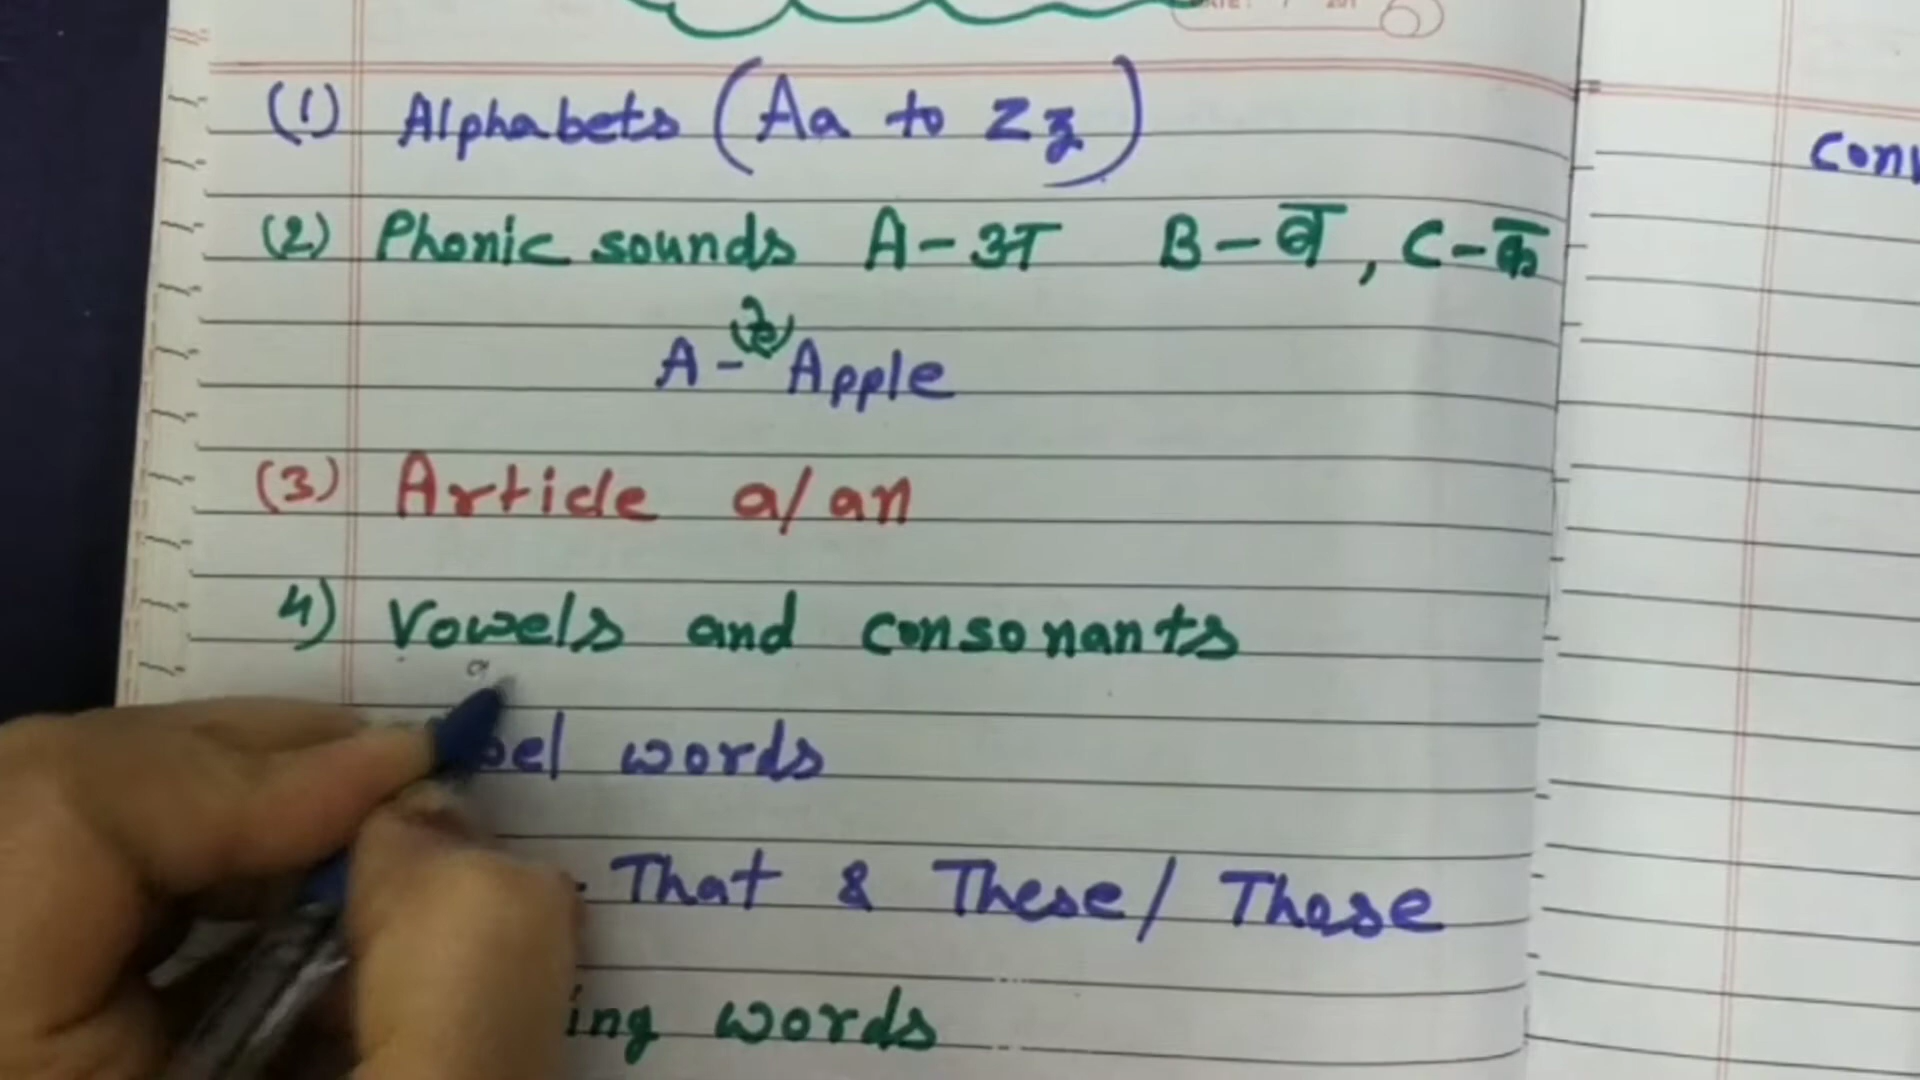 (1) Alphabets (Aa to Zz)
(2) Phonic sounds A-अ B-ब, C-क
A - Apple
(3) Article a/an
4) Vowels and consonants
a
words
That & These / Those
words